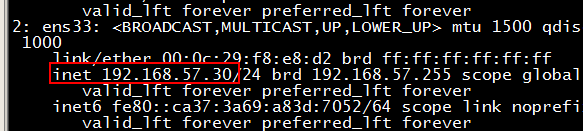 valid_lft forever preferred_lft forever
2: ens33: <BROADCAST,MULTICAST,UP,LOWER_UP> mtu 1500 qdis
1000
link/ether 00:0c:29:f8:e8:d2 brd ff:ff:ff:ff:ff:ff
inet 192.168.57.30/24 brd 192.168.57.255 scope global
valid_lft forever preferred_lft forever
inet6 fe80::ca37:3a69:a83d:7052/64 scope link noprefi
valid_lft forever preferred_lft forever